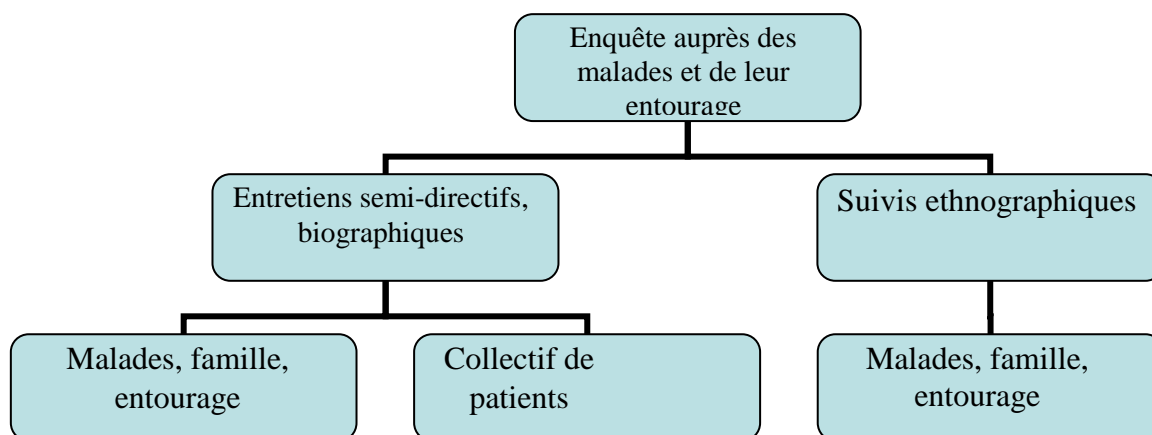 Enquête auprès des
malades et de leur
entourage
Entretiens semi-directifs,
biographiques
Suivis ethnographiques
Malades, famille,
entourage
Collectif de
patients
Malades, famille,
entourage